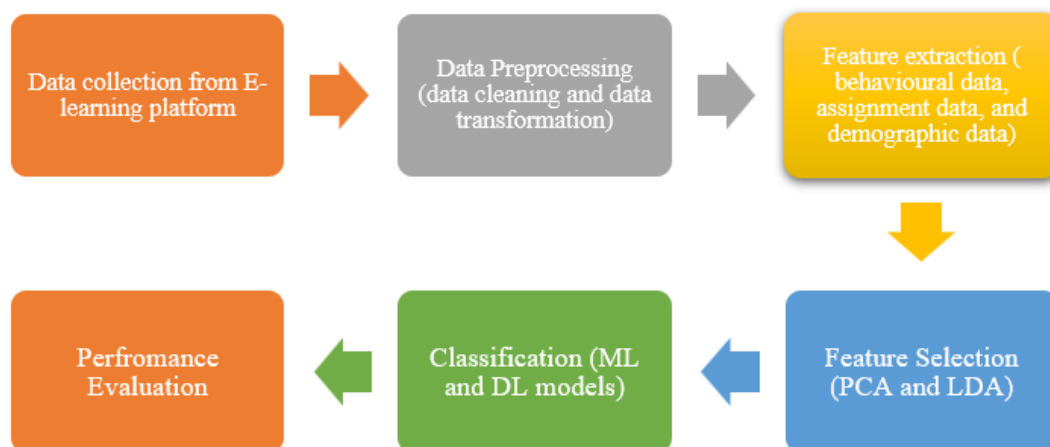 Data collection from E-
learning platform
Data Preprocessing
(data cleaning and data
transformation)
Feature extraction (
behavioural data,
assignment data, and
demographic data)
Feature Selection
(PCA and LDA)
Classification (ML
and DL models)
Perfromance
Evaluation